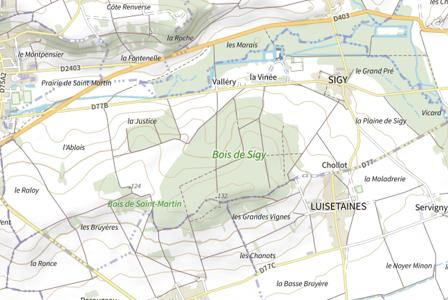 Côte Renverse
D403
la Roche
les Marais
le Montpensier
la Fontenelle
D2403
D75A2
le Grand Pré
Prairie de Saint-Martin
Valléry
la Vinée
SIGY
D77B
la Justice
la Plaine de Sigy
Vicard
l'Ablois
Bois de Sigy
Chollot
D77
la Maladrerie
le Raloy
124
132
Bois de Saint-Martin
LUISETAINES
Servigny
les Grandes Vignes
les Bruyères
les Chanots
la Ronce
le Noyer Minon
D77C
la Basse Bruyère